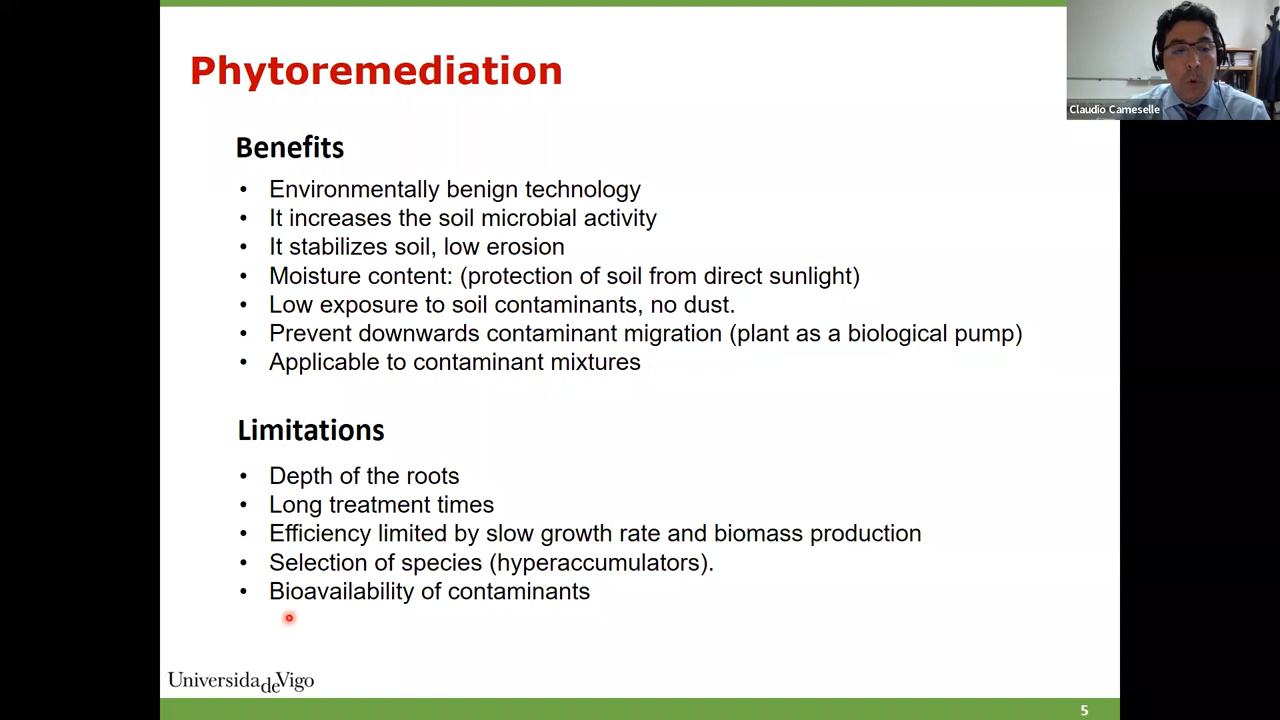 Phytoremediation
Claudio Cameselle
Benefits
• Environmentally benign technology
• It increases the soil microbial activity
• It stabilizes soil, low erosion
• Moisture content: (protection of soil from direct sunlight)
• Low exposure to soil contaminants, no dust.
• Prevent downwards contaminant migration (plant as a biological pump)
• Applicable to contaminant mixtures
Limitations
• Depth of the roots
• Long treatment times
• Efficiency limited by slow growth rate and biomass production
• Selection of species (hyperaccumulators).
• Bioavailability of contaminants
UniversidadeVigo
5